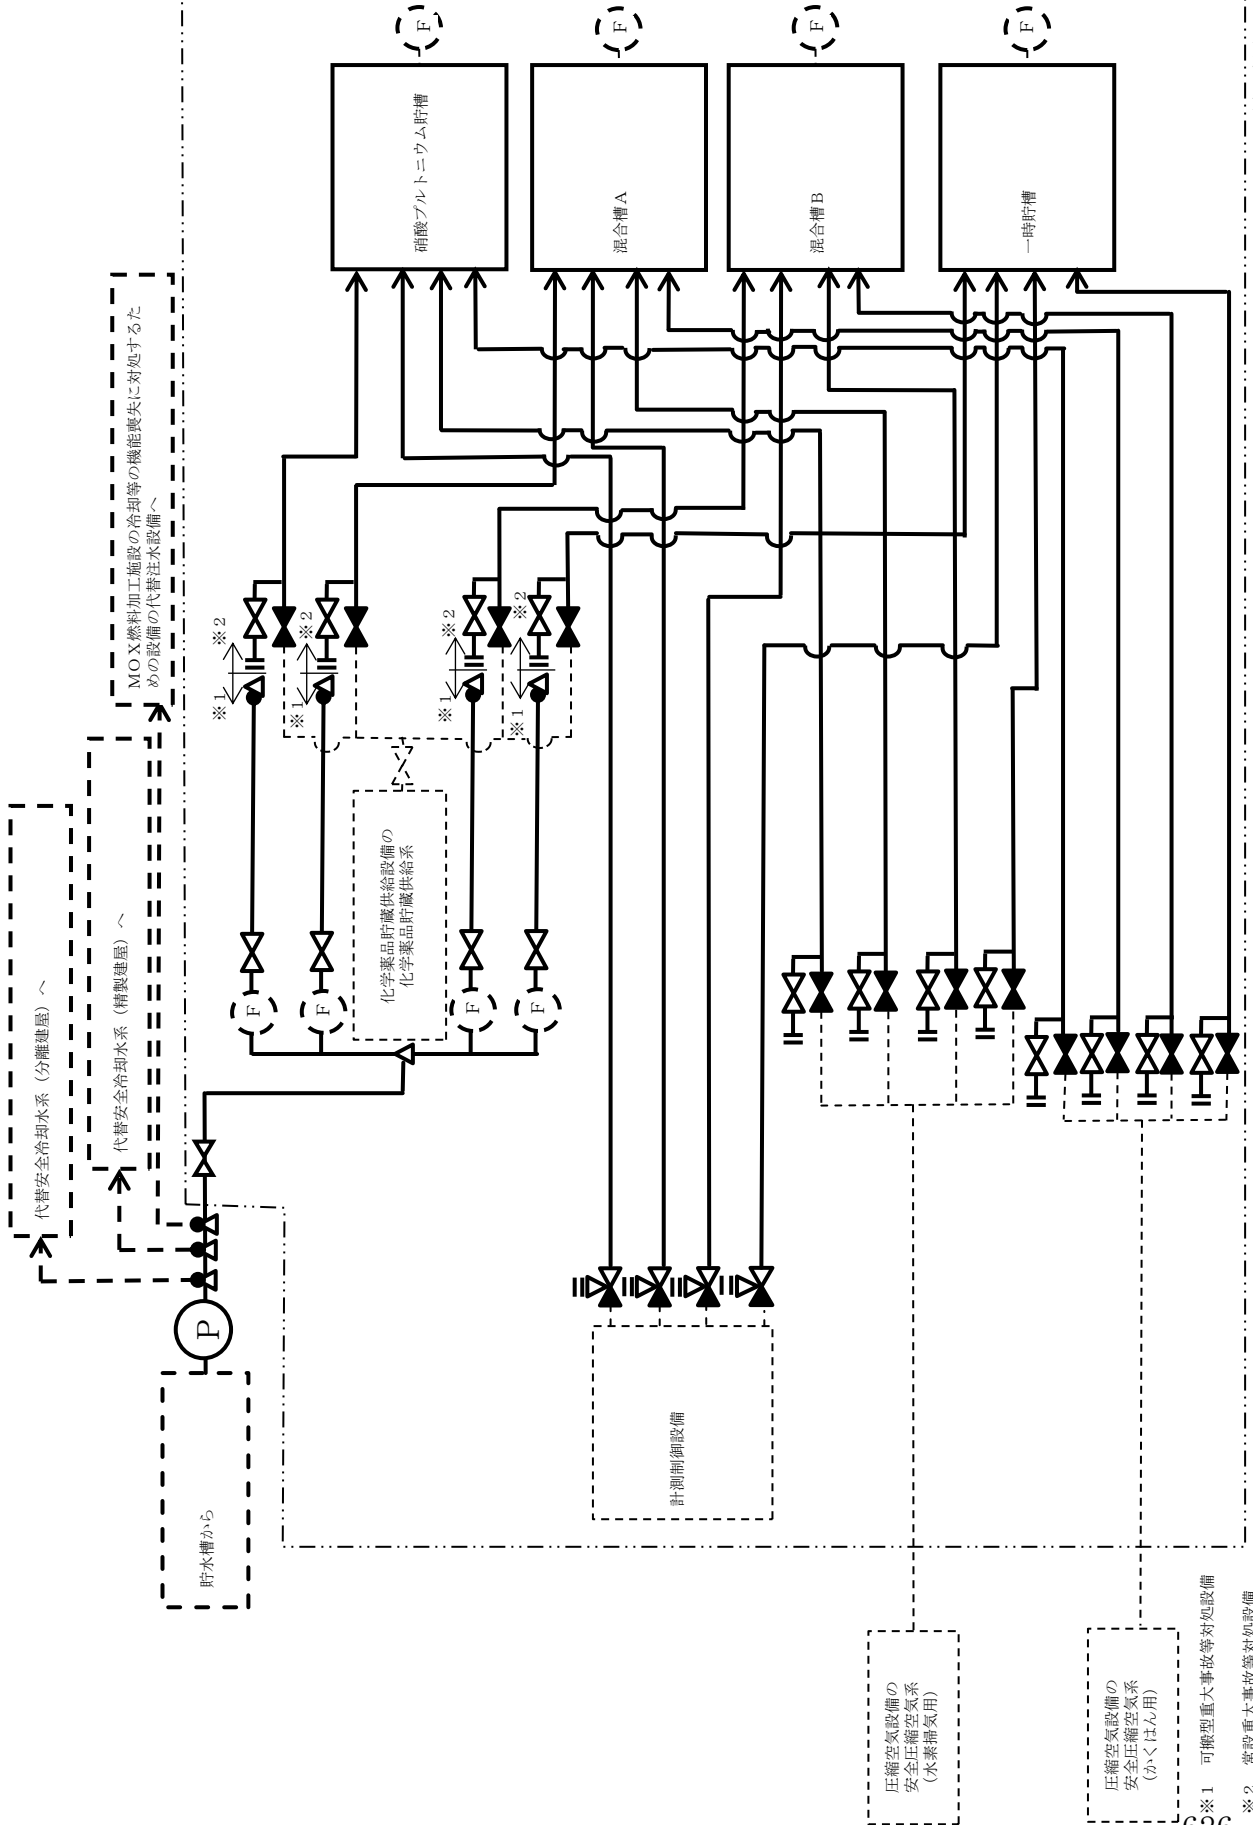 F
F
F
F
硝酸プルトニウム貯槽
混合槽A
混合槽B
一時貯槽
MOX燃料加工施設の冷却等の機能喪失に対処するた
めの設備の代替注水設備へ
代替安全冷却水系（精製建屋）へ
代替安全冷却水系（分離建屋）へ
※1
※2
※1
※2
※1
※2
※1
※2
化学薬品貯蔵供給設備の
化学薬品貯蔵供給系
F
F
F
F
P
貯水槽から
計測制御設備
圧縮空気設備の
安全圧縮空気系
（水素掃気用）
圧縮空気設備の
安全圧縮空気系
（かくはん用）
※1　可搬型重大事故等対処設備
※2　常設重大事故等対処設備